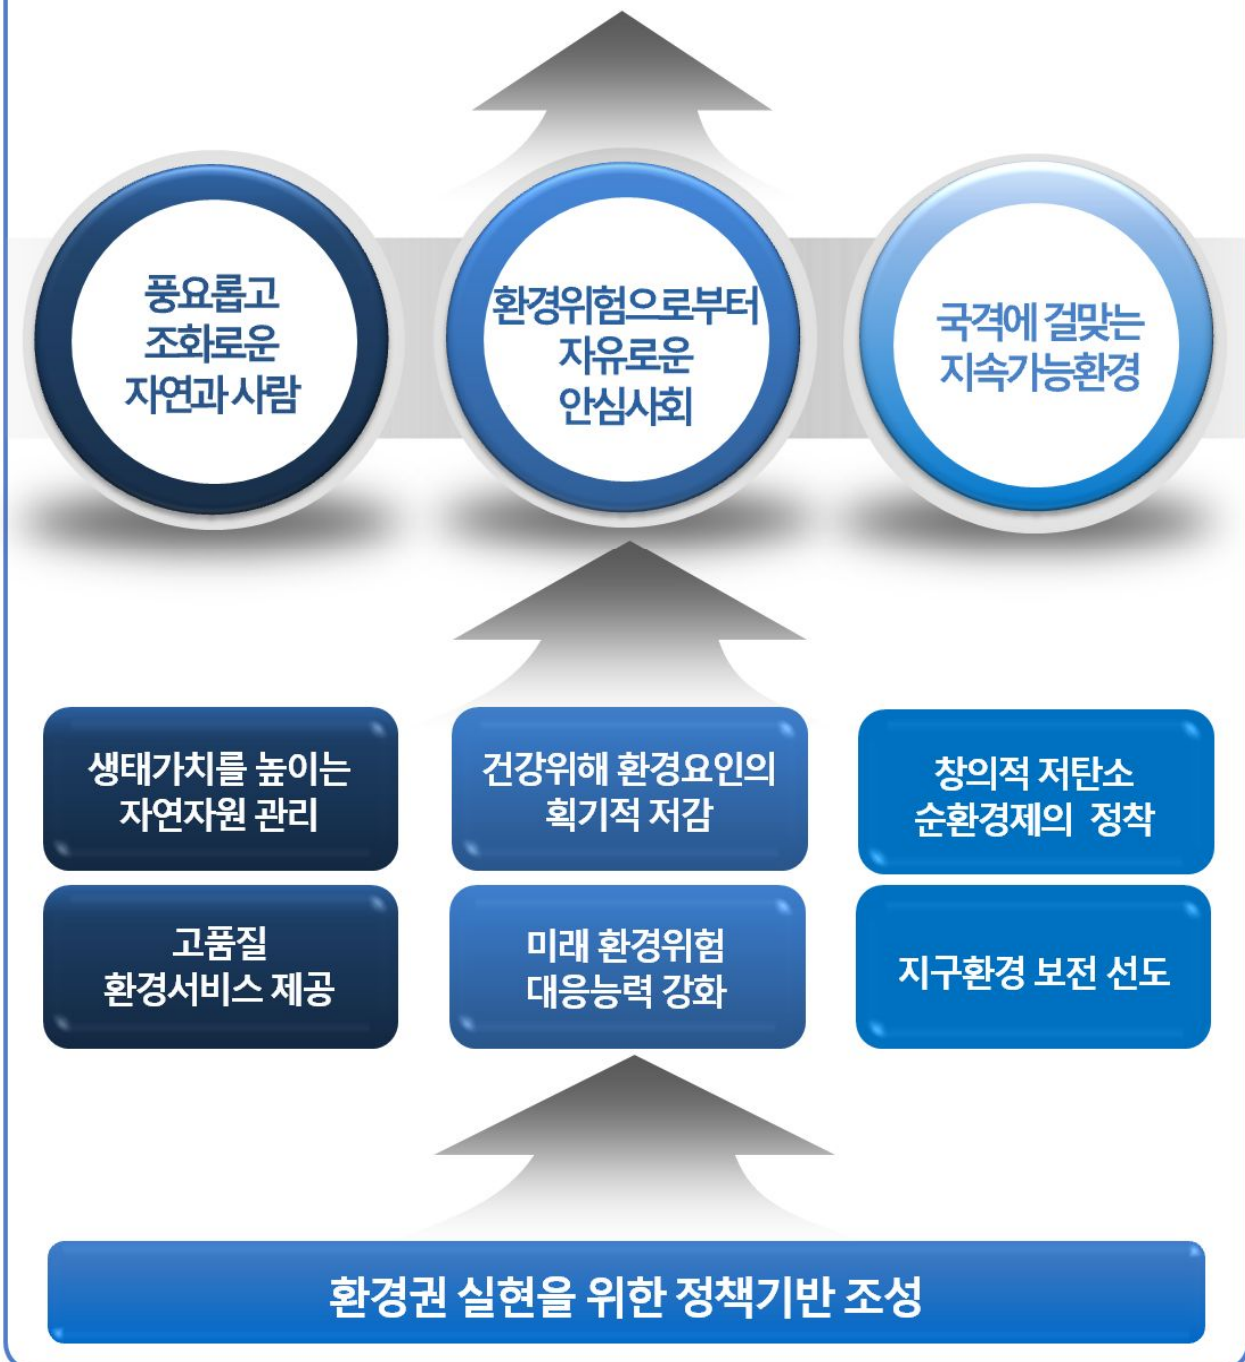 풍요롭고
조화로운
자연과 사람
환경위험으로부터
자유로운
안심사회
국격에 걸맞는
지속가능환경
생태가치를 높이는
자연자원 관리
건강위해 환경요인의
획기적 저감
창의적 저탄소
순환경제의 정착
고품질
환경서비스 제공
미래 환경위험
대응능력 강화
지구환경 보전 선도
환경권 실현을 위한 정책기반 조성